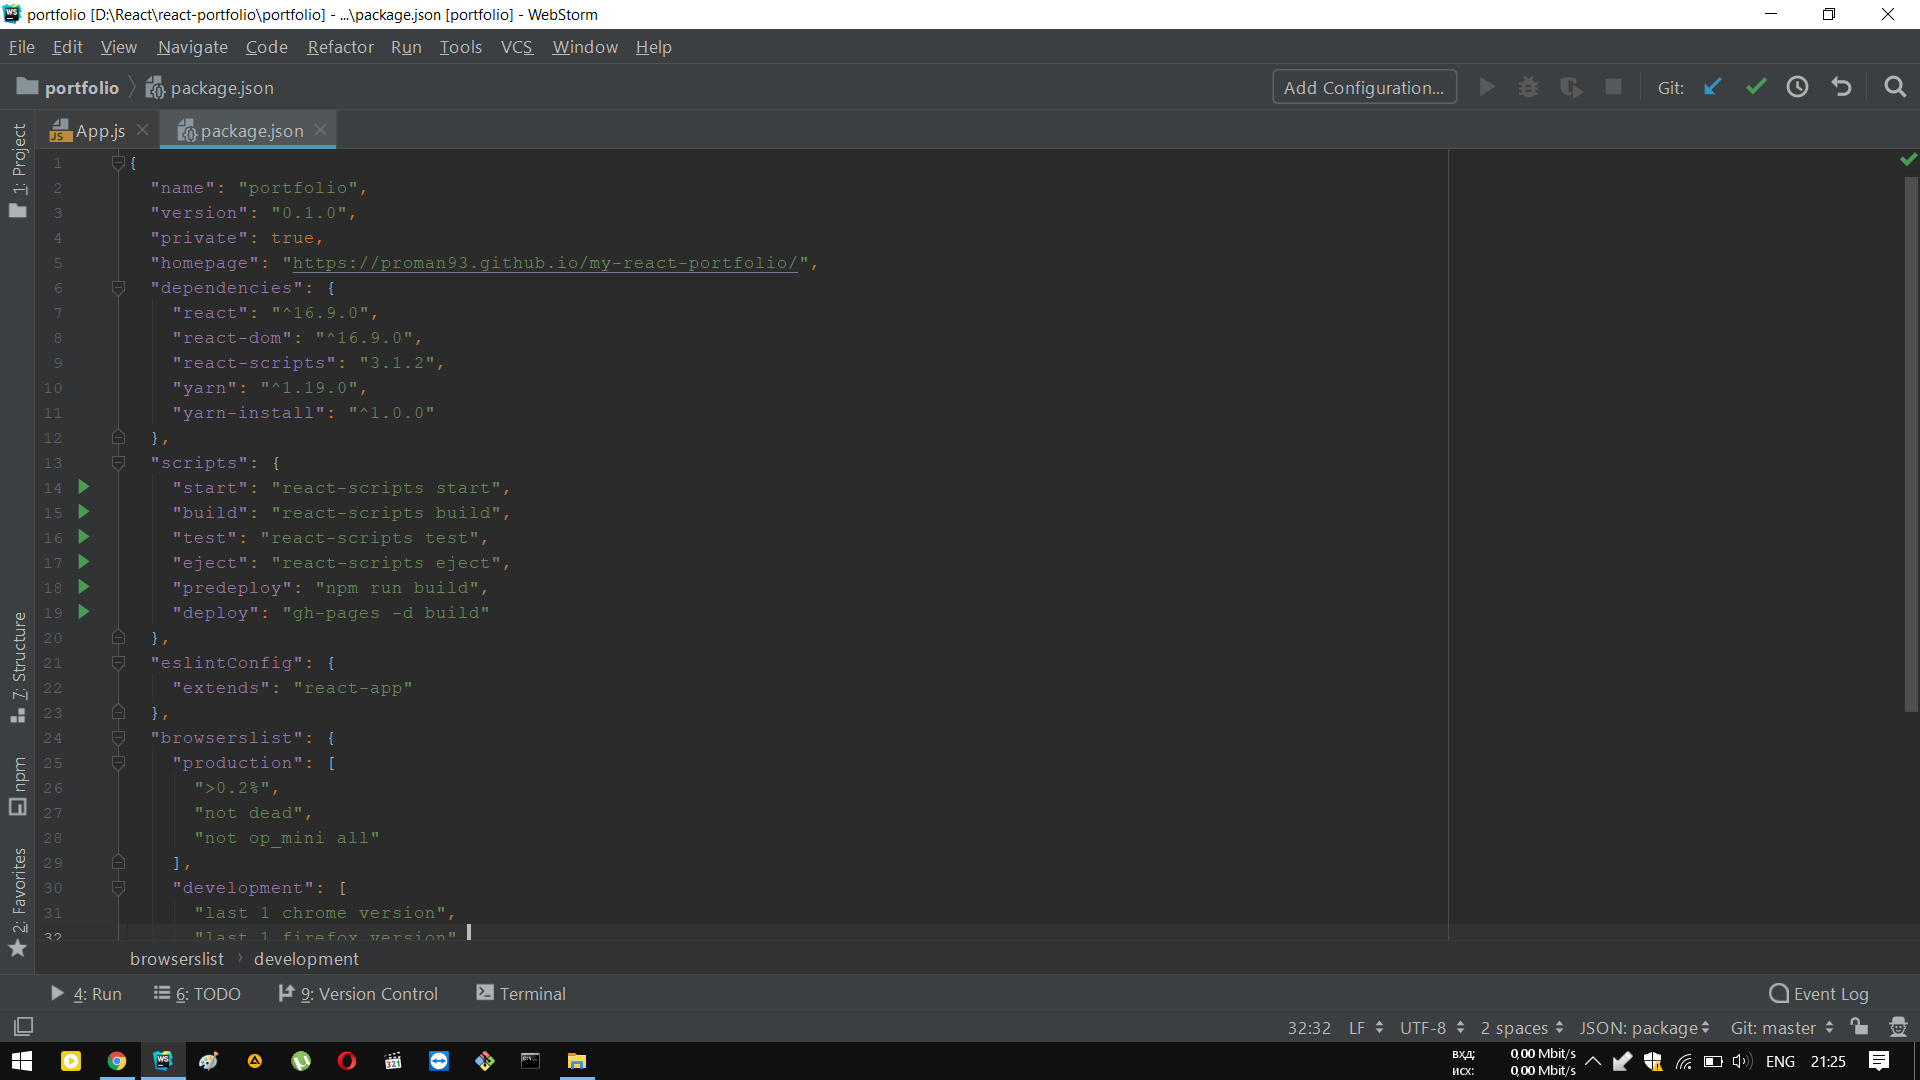 portfolio [D:\React\react-portfolio\portfolio] - ...\package.json [portfolio] - WebStorm
File Edit View Navigate Code Refactor Run Tools VCS Window Help
portfolio package.json Add Configuration... Git:
App.js package.json
1: Project
7: Structure
npm
2: Favorites
1 {
2 "name": "portfolio",
3 "version": "0.1.0",
4 "private": true,
5 "homepage": "https://proman93.github.io/my-react-portfolio/",
6 "dependencies": {
7 "react": "^16.9.0",
8 "react-dom": "^16.9.0",
9 "react-scripts": "3.1.2",
10 "yarn": "^1.19.0",
11 "yarn-install": "^1.0.0"
12 },
13 "scripts": {
14 "start": "react-scripts start",
15 "build": "react-scripts build",
16 "test": "react-scripts test",
17 "eject": "react-scripts eject",
18 "predeploy": "npm run build",
19 "deploy": "gh-pages -d build"
20 },
21 "eslintConfig": {
22 "extends": "react-app"
23 },
24 "browserslist": {
25 "production": [
26 ">0.2%",
27 "not dead",
28 "not op_mini all"
29 ],
30 "development": [
31 "last 1 chrome version",
32 "last 1 firefox version"
browserslist › development
4: Run 6: TODO 9: Version Control Terminal Event Log
32:32 LF UTF-8 2 spaces JSON: package Git: master
вхд: 0,00 Mbit/s
исх: 0,00 Mbit/s
ENG 21:25